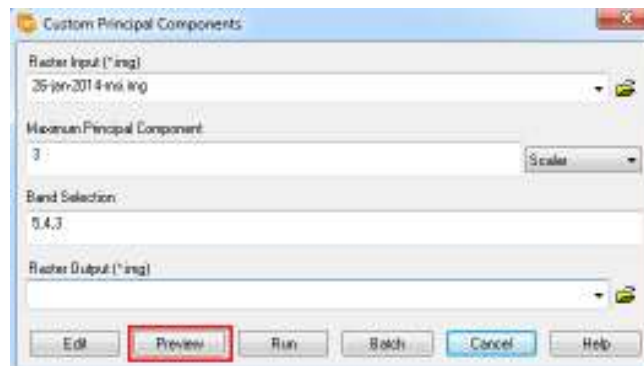 Custom Principal Components
Raster Input (*.img)
26-jan-2014-msi.img
Maximum Principal Component
3
Scalar
Band Selection
5,4,3
Raster Output (*.img)
Edit Preview Run Batch Cancel Help